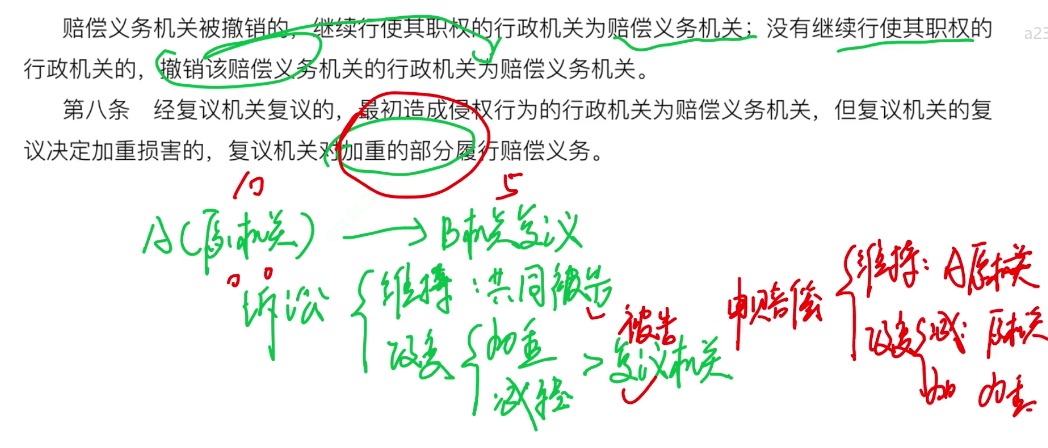 赔偿义务机关被撤销的，继续行使其职权的行政机关为赔偿义务机关；没有继续行使其职权的
a23
行政机关的，撤销该赔偿义务机关的行政机关为赔偿义务机关。
第八条 经复议机关复议的，最初造成侵权行为的行政机关为赔偿义务机关，但复议机关的复
议决定加重损害的，复议机关对加重的部分履行赔偿义务。
10 5
A(原机关) → B机关复议
诉讼
维持：共同被告
改变 加重 减轻 > 复议机关
被告
申赔偿
维持：A原机关
改变 减：原机关
加 加重